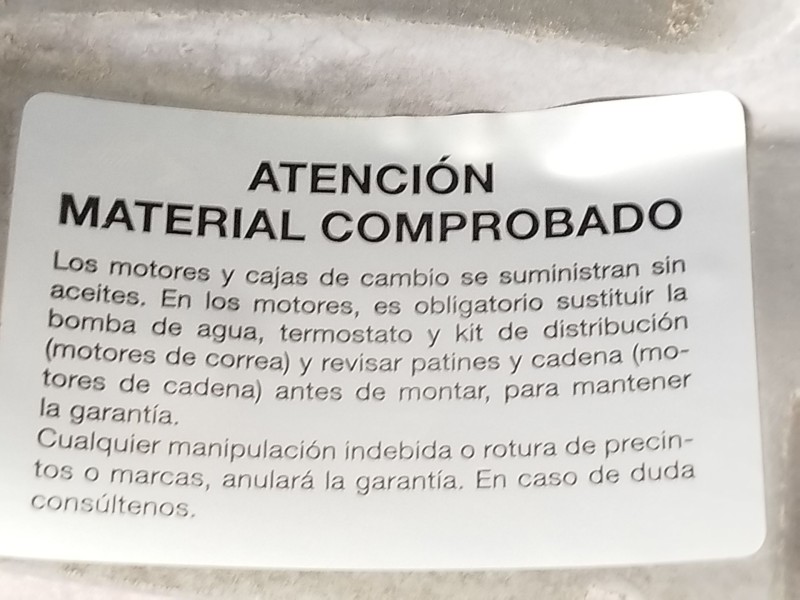 ATENCIÓN
MATERIAL COMPROBADO
Los motores y cajas de cambio se suministran sin
aceites. En los motores, es obligatorio sustituir la
bomba de agua, termostato y kit de distribución
(motores de correa) y revisar patines y cadena (mo-
tores de cadena) antes de montar, para mantener
la garantía.
Cualquier manipulación indebida o rotura de precin-
tos o marcas, anulará la garantía. En caso de duda
consúltenos.